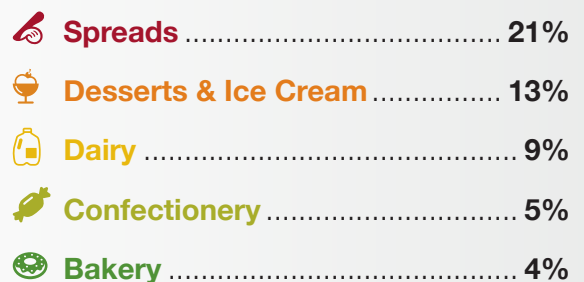 Spreads ........................................ 21%
Desserts & Ice Cream ................ 13%
Dairy .............................................. 9%
Confectionery ............................... 5%
Bakery ........................................... 4%